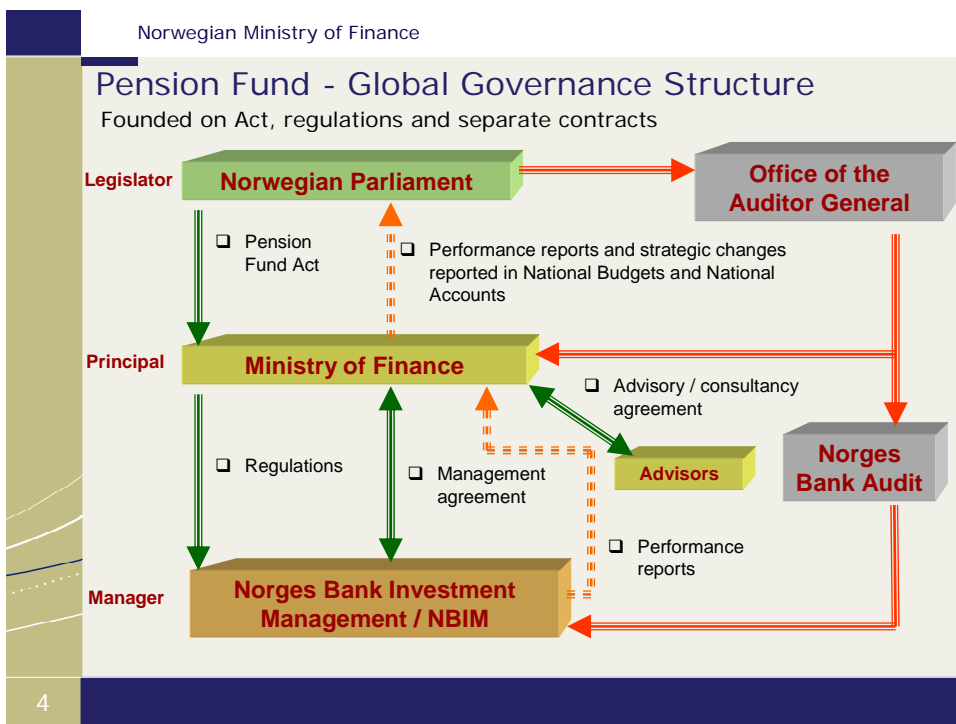 Norwegian Ministry of Finance
Pension Fund - Global Governance Structure
Founded on Act, regulations and separate contracts
Legislator
Norwegian Parliament
Office of the
Auditor General
Pension
Fund Act
Performance reports and strategic changes
reported in National Budgets and National
Accounts
Principal
Ministry of Finance
Advisory / consultancy
agreement
Regulations
Management
agreement
Advisors
Norges
Bank Audit
Performance
reports
Manager
Norges Bank Investment
Management / NBIM
4